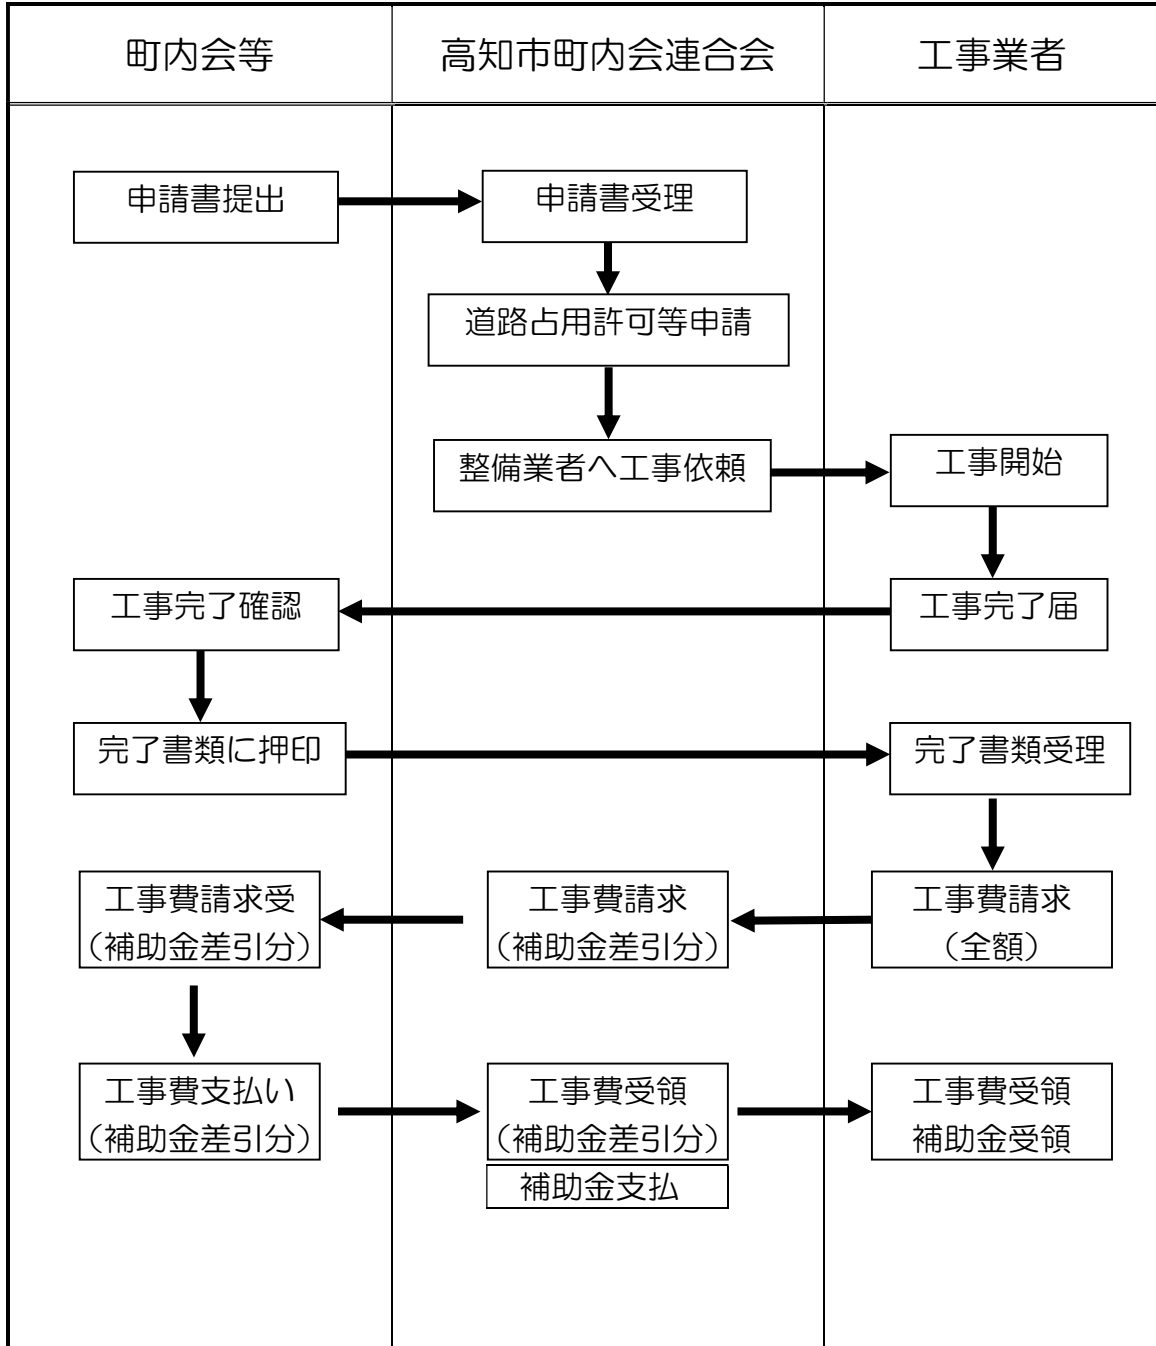 町内会等
高知市町内会連合会
工事業者
申請書提出
申請書受理
道路占用許可等申請
整備業者へ工事依頼
工事開始
工事完了確認
工事完了届
完了書類に押印
完了書類受理
工事費請求受
（補助金差引分）
工事費請求
（補助金差引分）
工事費請求
（全額）
工事費支払い
（補助金差引分）
工事費受領
（補助金差引分）
補助金支払
工事費受領
補助金受領